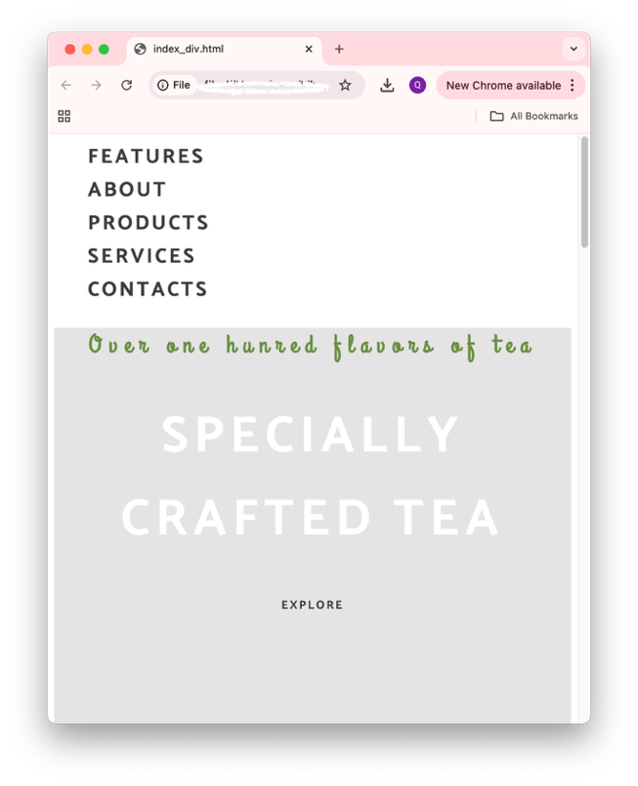 index_div.html
File
Q
New Chrome available
All Bookmarks
FEATURES
ABOUT
PRODUCTS
SERVICES
CONTACTS
Over one hunred flavors of tea
SPECIALLY
CRAFTED TEA
EXPLORE